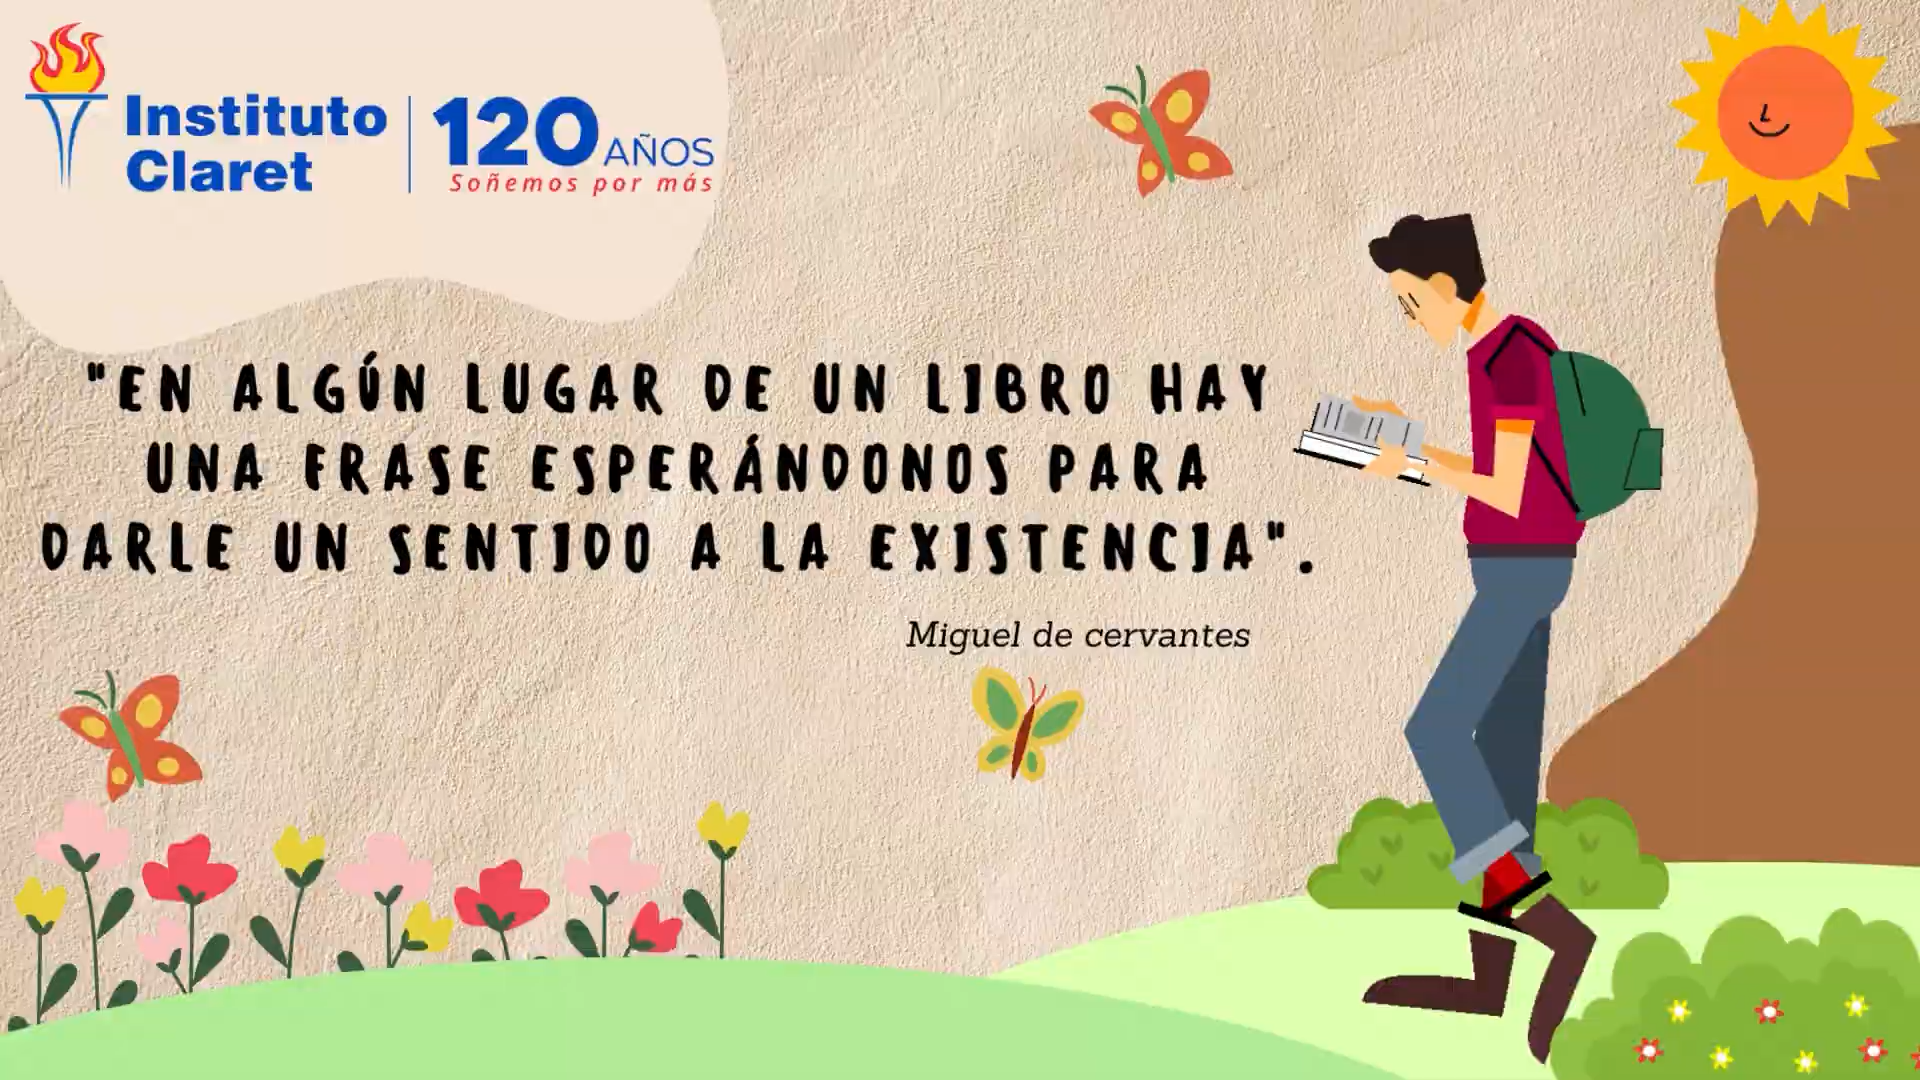 Instituto
Claret
120 AÑOS
Soñemos por más
"EN ALGÚN LUGAR DE UN LIBRO HAY
UNA FRASE ESPERÁNDONOS PARA
DARLE UN SENTIDO A LA EXISTENCIA".
Miguel de cervantes